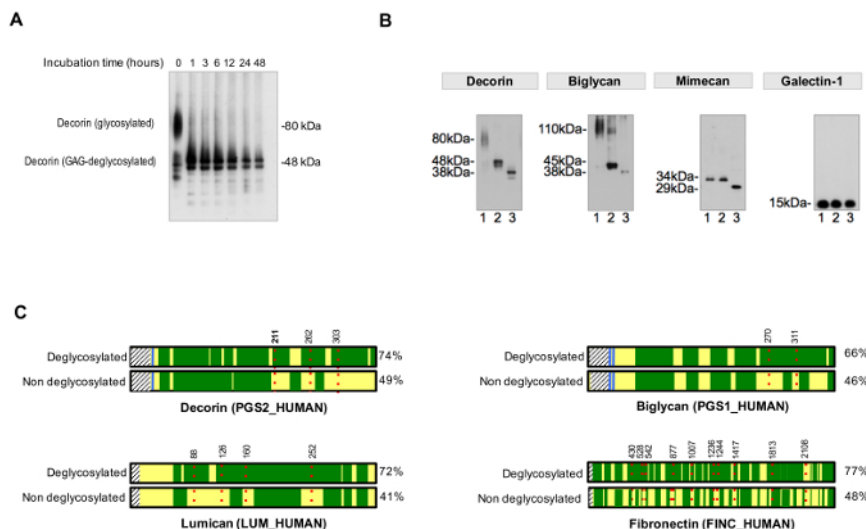 A
Incubation time (hours)
0 1 3 6 12 24 48
Decorin (glycosylated)
-80 kDa
Decorin (GAG-deglycosylated)
-48 kDa
B
Decorin
80kDa-
48kDa-
38kDa-
1 2 3
Biglycan
110kDa-
45kDa-
38kDa-
1 2 3
Mimecan
34kDa-
29kDa-
1 2 3
Galectin-1
15kDa-
1 2 3
C
211 262 303
Deglycosylated 74%
Non deglycosylated 49%
Decorin (PGS2_HUMAN)
270 311
Deglycosylated 66%
Non deglycosylated 46%
Biglycan (PGS1_HUMAN)
88 126 160 252
Deglycosylated 72%
Non deglycosylated 41%
Lumican (LUM_HUMAN)
430 528 542 877 1007 1236 1244 1417 1813 2108
Deglycosylated 77%
Non deglycosylated 48%
Fibronectin (FINC_HUMAN)